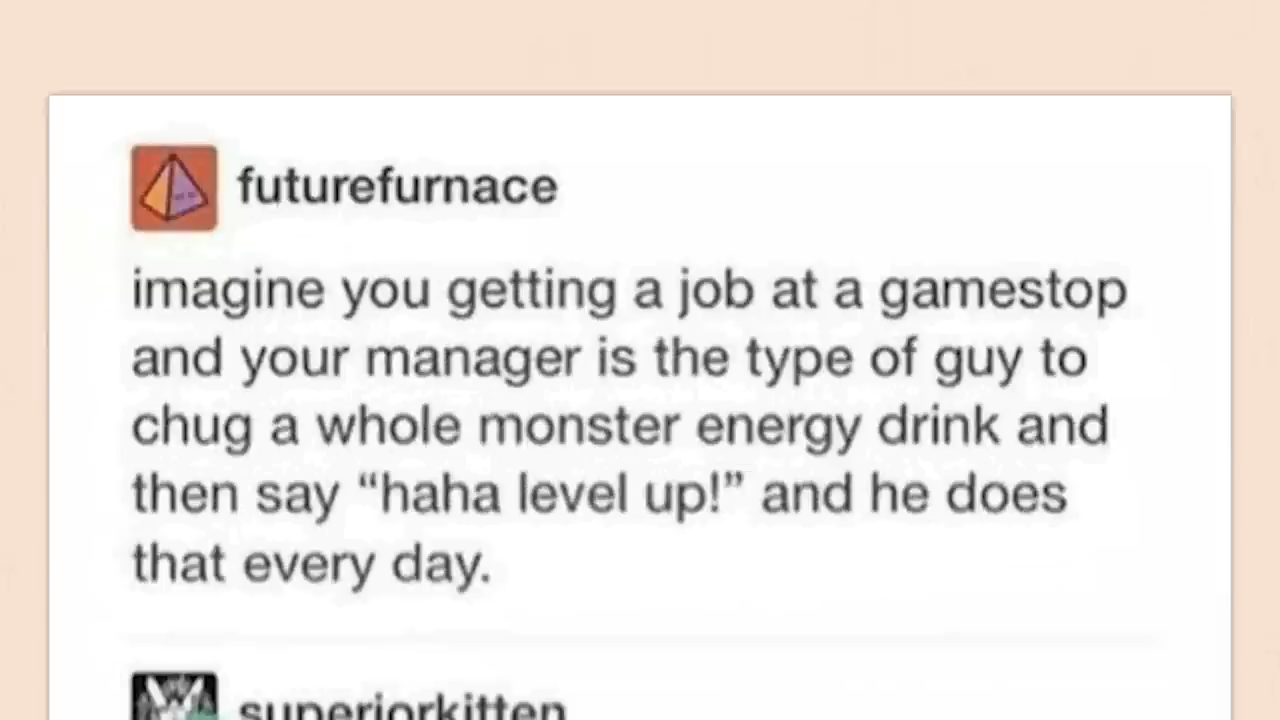 futurefurnace
imagine you getting a job at a gamestop
and your manager is the type of guy to
chug a whole monster energy drink and
then say “haha level up!” and he does
that every day.
superiorkitten